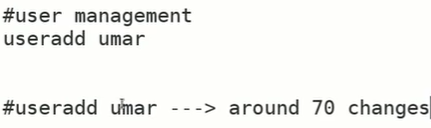 #user management
useradd umar
#useradd umar ---> around 70 changes